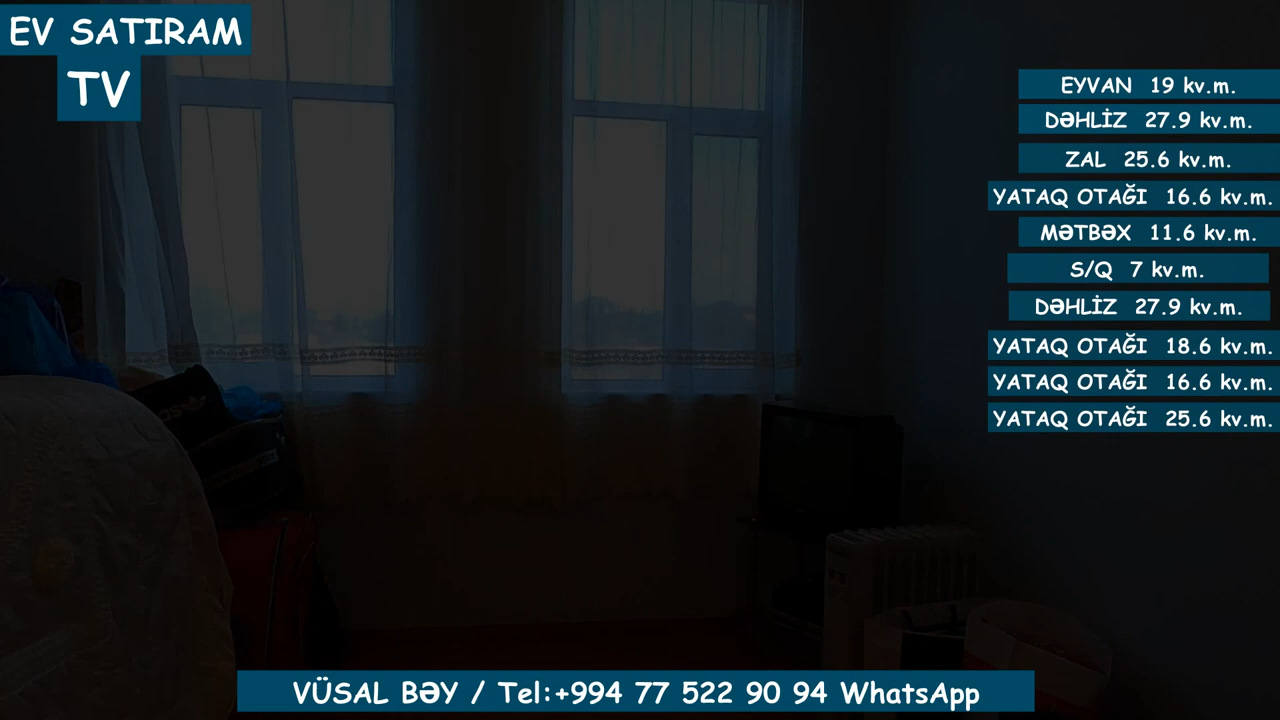 EV SATIRAM
TV
EYVAN 19 kv.m.
DƏHLİZ 27.9 kv.m.
ZAL 25.6 kv.m.
YATAQ OTAĞI 16.6 kv.m.
MƏTBƏX 11.6 kv.m.
S/Q 7 kv.m.
DƏHLİZ 27.9 kv.m.
YATAQ OTAĞI 18.6 kv.m.
YATAQ OTAĞI 16.6 kv.m.
YATAQ OTAĞI 25.6 kv.m.
VÜSAL BƏY / Tel:+994 77 522 90 94 WhatsApp